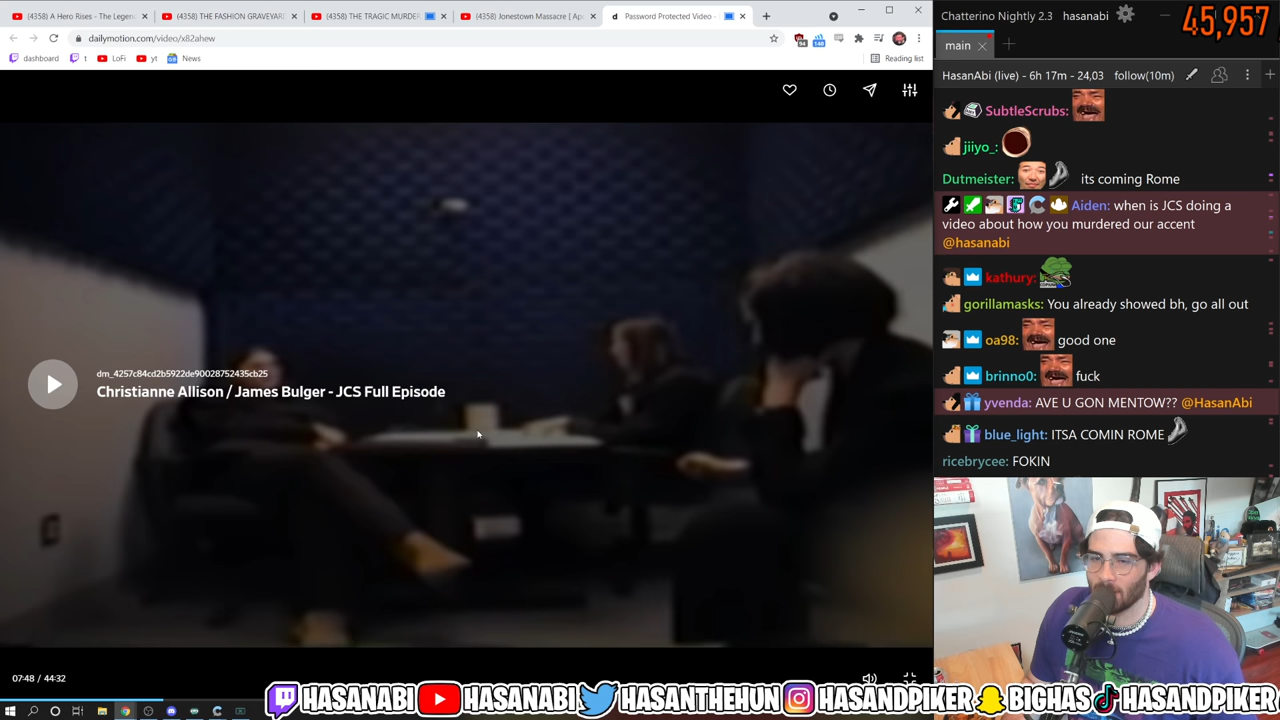 (4358) A Hero Rises - The Legen
(4358) THE FASHION GRAVEYAR
(4358) THE TRAGIC MURDER
(4358) Jonestown Massacre [ Apo
Password Protected Video -
dailymotion.com/video/x82ahew
94
140
dashboard
t
LoFi
yt
News
Reading list
dm_4257c84cd2b5922de90028752435cb25
Christianne Allison / James Bulger - JCS Full Episode
07:48 / 44:32
Chatterino Nightly 2.3 hasanabi
45,957
main
HasanAbi (live) - 6h 17m - 24,03 follow(10m)
SubtleScrubs:
jiiyo_:
Dutmeister: its coming Rome
Aiden: when is JCS doing a
video about how you murdered our accent
@hasanabi
kathury:
gorillamasks: You already showed bh, go all out
oa98: good one
brinno0: fuck
yvenda: AVE U GON MENTOW?? @HasanAbi
blue_light: ITSA COMIN ROME
ricebrycee: FOKIN
HASANABI HASANABI HASANTHEHUN HASANDPIKER BIGHAS HASANDPIKER